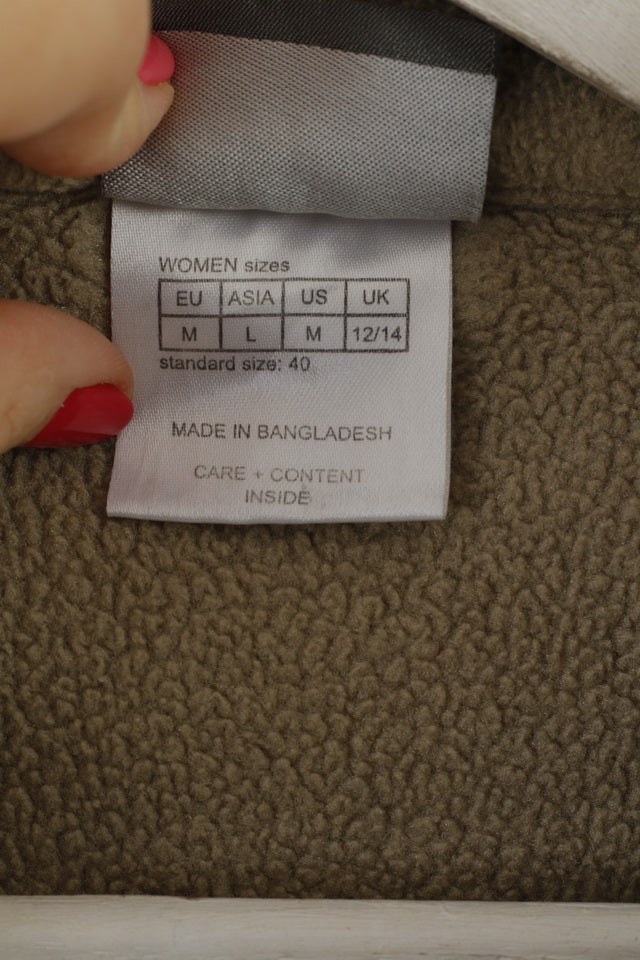 WOMEN sizes
EU ASIA US UK
M L M 12/14
standard size: 40
MADE IN BANGLADESH
CARE + CONTENT
INSIDE